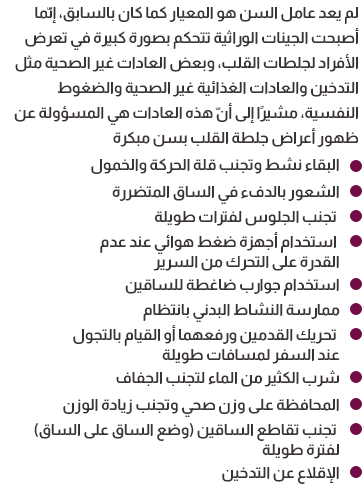 لم يعد عامل السن هو المعيار كما كان بالسابق، إنّما
أصبحت الجينات الوراثية تتحكم بصورة كبيرة في تعرض
الأفراد لجلطات القلب، وبعض العادات غير الصحية مثل
التدخين والعادات الغذائية غير الصحية والضغوط
النفسية، مشيرًا إلى أنّ هذه العادات هي المسؤولة عن
ظهور أعراض جلطة القلب بسن مبكرة
● البقاء نشط وتجنب قلة الحركة والخمول
● الشعور بالدفء في الساق المتضررة
● تجنب الجلوس لفترات طويلة
● استخدام أجهزة ضغط هوائي عند عدم
القدرة على التحرك من السرير
● استخدام جوارب ضاغطة للساقين
● ممارسة النشاط البدني بانتظام
● تحريك القدمين ورفعهما أو القيام بالتجول
عند السفر لمسافات طويلة
● شرب الكثير من الماء لتجنب الجفاف
● المحافظة على وزن صحي وتجنب زيادة الوزن
● تجنب تقاطع الساقين (وضع الساق على الساق)
لفترة طويلة
● الإقلاع عن التدخين